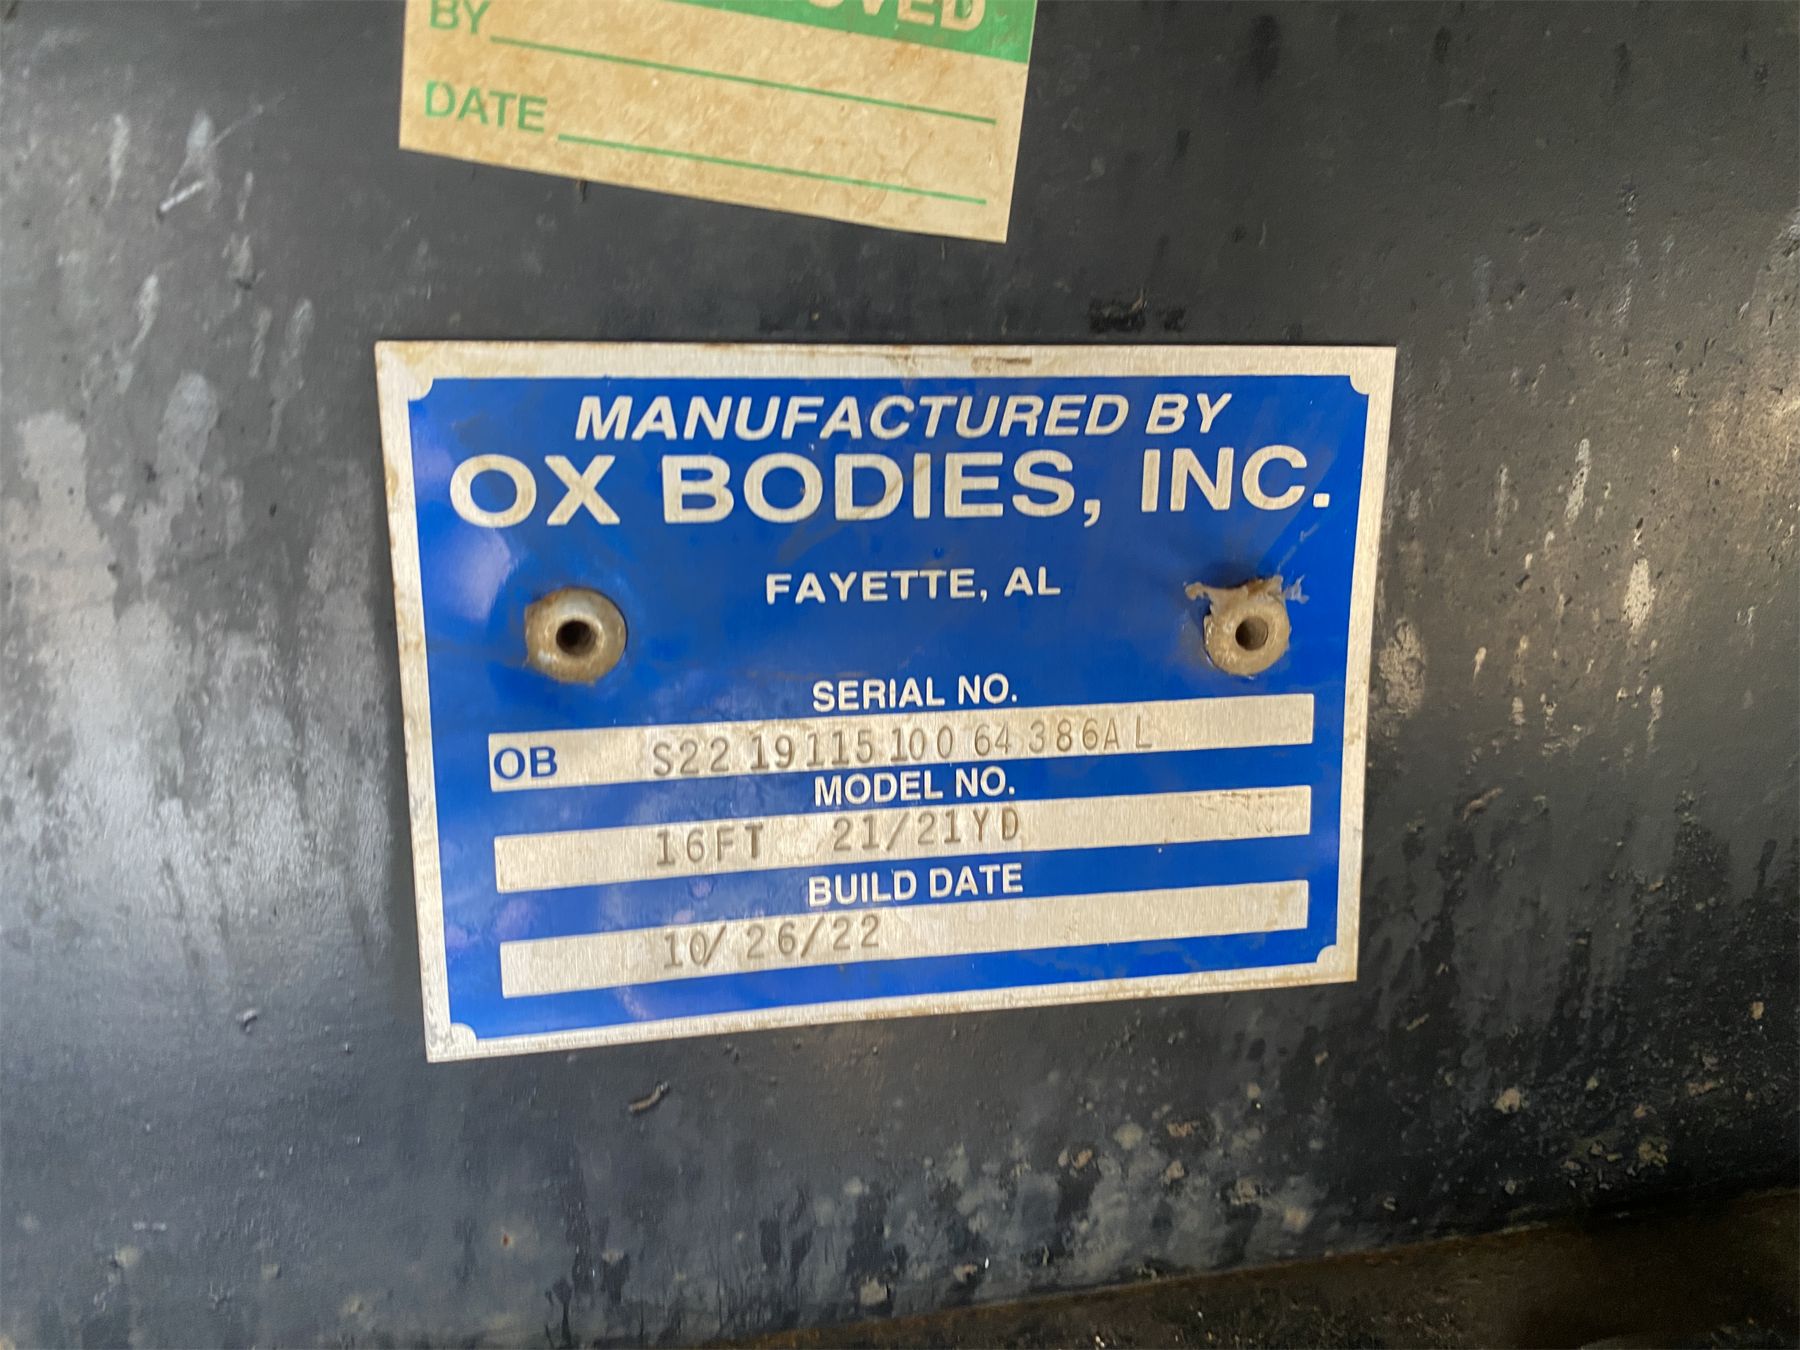 BY
DATE
MANUFACTURED BY
OX BODIES, INC.
FAYETTE, AL
SERIAL NO.
OB S22 19115 100 64 386A L
MODEL NO.
16FT 21/21YD
BUILD DATE
10/ 26/22